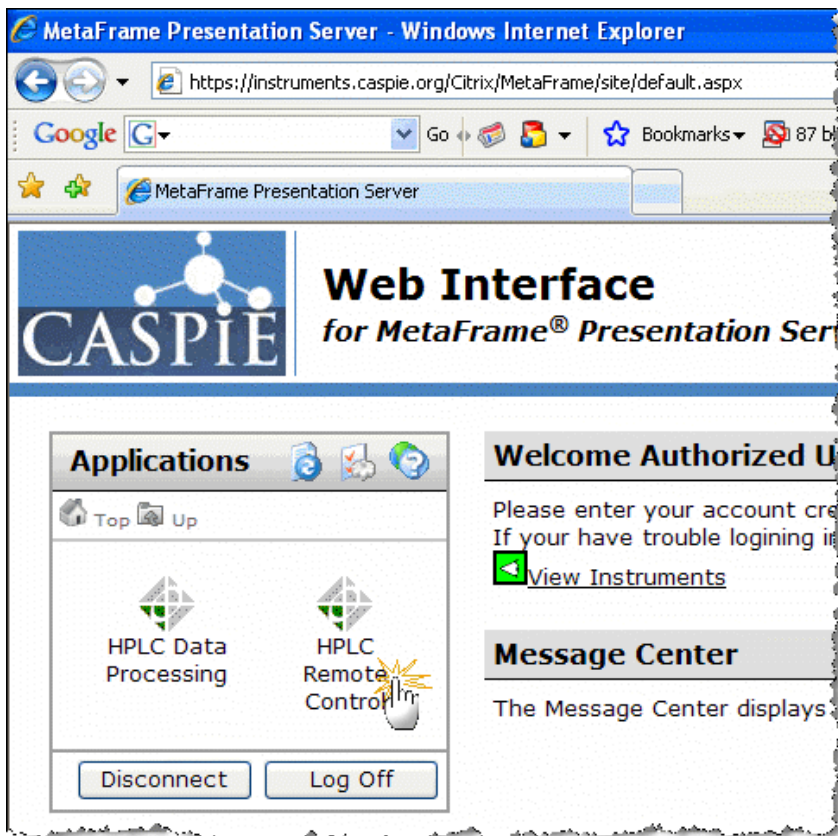 MetaFrame Presentation Server - Windows Internet Explorer
https://instruments.caspie.org/Citrix/MetaFrame/site/default.aspx
Google G Go Bookmarks 87 b
MetaFrame Presentation Server
CASPiE
Web Interface
for MetaFrame® Presentation Ser
Applications
Top Up
HPLC Data
Processing
HPLC
Remote
Control
Disconnect Log Off
Welcome Authorized U
Please enter your account cre
If your have trouble logining i
View Instruments
Message Center
The Message Center displays